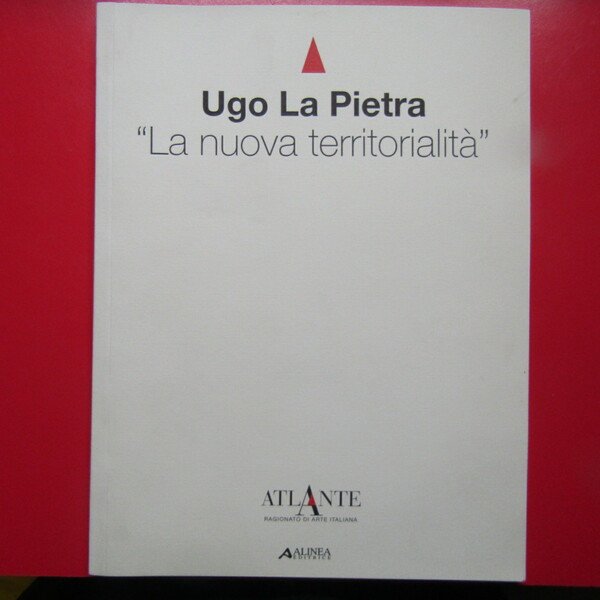 Ugo La Pietra
“La nuova territorialità”
ATLANTE
RAGIONATO DI ARTE ITALIANA
ALINEA
EDITRICE